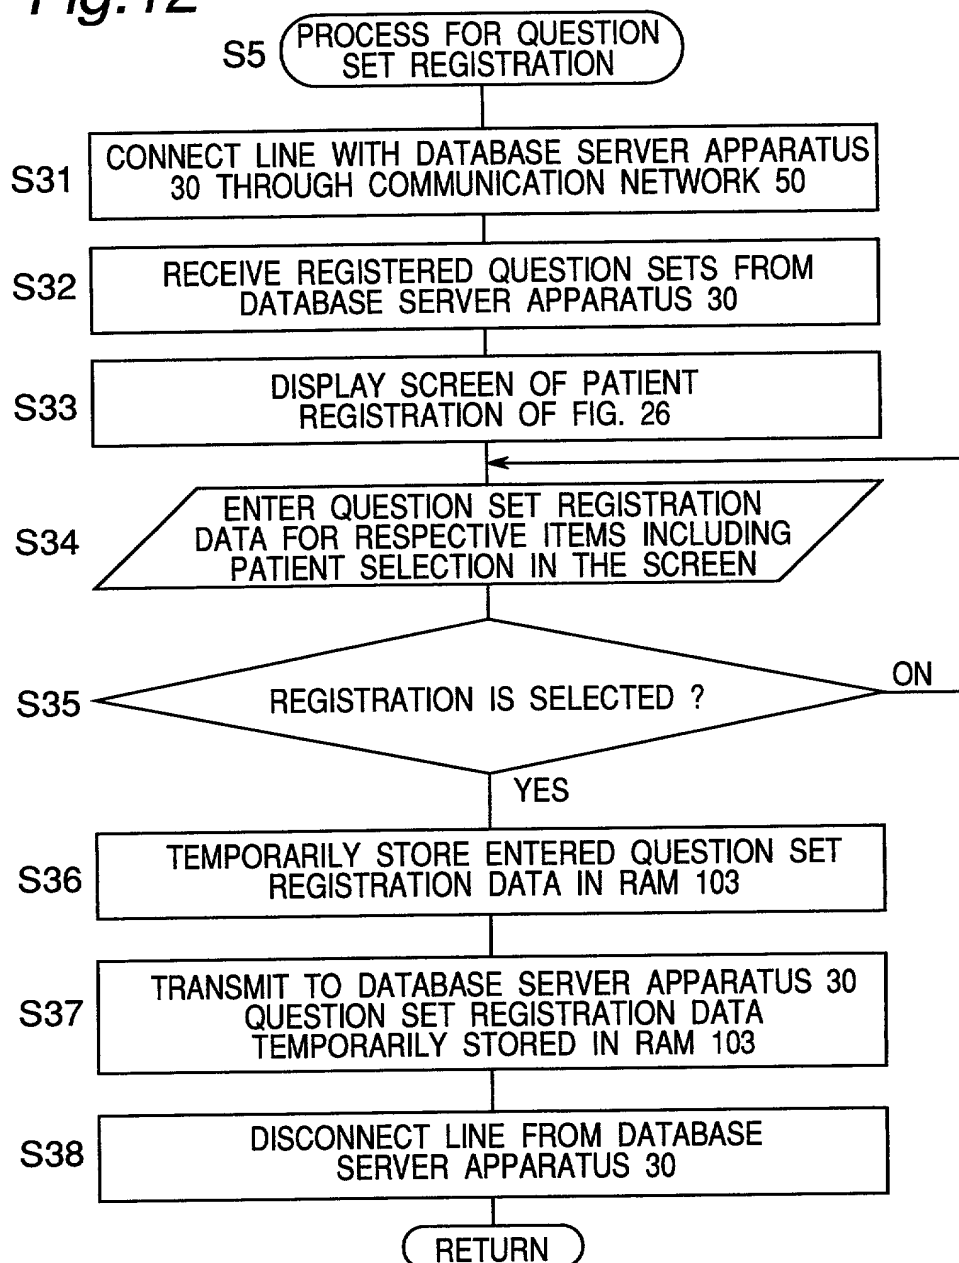 Fig. 12
S5
PROCESS FOR QUESTION
SET REGISTRATION
S31
CONNECT LINE WITH DATABASE SERVER APPARATUS
30 THROUGH COMMUNICATION NETWORK 50
S32
RECEIVE REGISTERED QUESTION SETS FROM
DATABASE SERVER APPARATUS 30
S33
DISPLAY SCREEN OF PATIENT
REGISTRATION OF FIG. 26
S34
ENTER QUESTION SET REGISTRATION
DATA FOR RESPECTIVE ITEMS INCLUDING
PATIENT SELECTION IN THE SCREEN
S35
REGISTRATION IS SELECTED ?
ON
YES
S36
TEMPORARILY STORE ENTERED QUESTION SET
REGISTRATION DATA IN RAM 103
S37
TRANSMIT TO DATABASE SERVER APPARATUS 30
QUESTION SET REGISTRATION DATA
TEMPORARILY STORED IN RAM 103
S38
DISCONNECT LINE FROM DATABASE
SERVER APPARATUS 30
RETURN